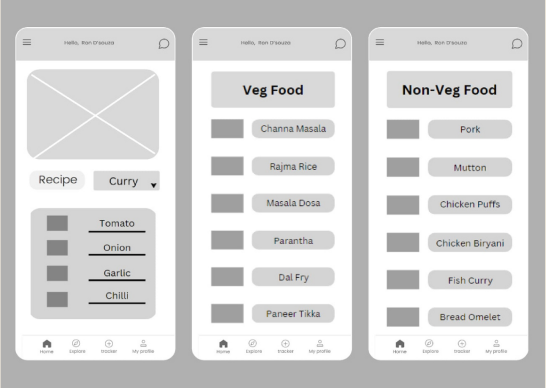 Hello, Ron D'souza
Recipe
Curry
Tomato
Onion
Garlic
Chilli
Home Explore tracker My profile
Hello, Ron D'souza
Veg Food
Channa Masala
Rajma Rice
Masala Dosa
Parantha
Dal Fry
Paneer Tikka
Home Explore tracker My profile
Hello, Ron D'souza
Non-Veg Food
Pork
Mutton
Chicken Puffs
Chicken Biryani
Fish Curry
Bread Omelet
Home Explore tracker My profile